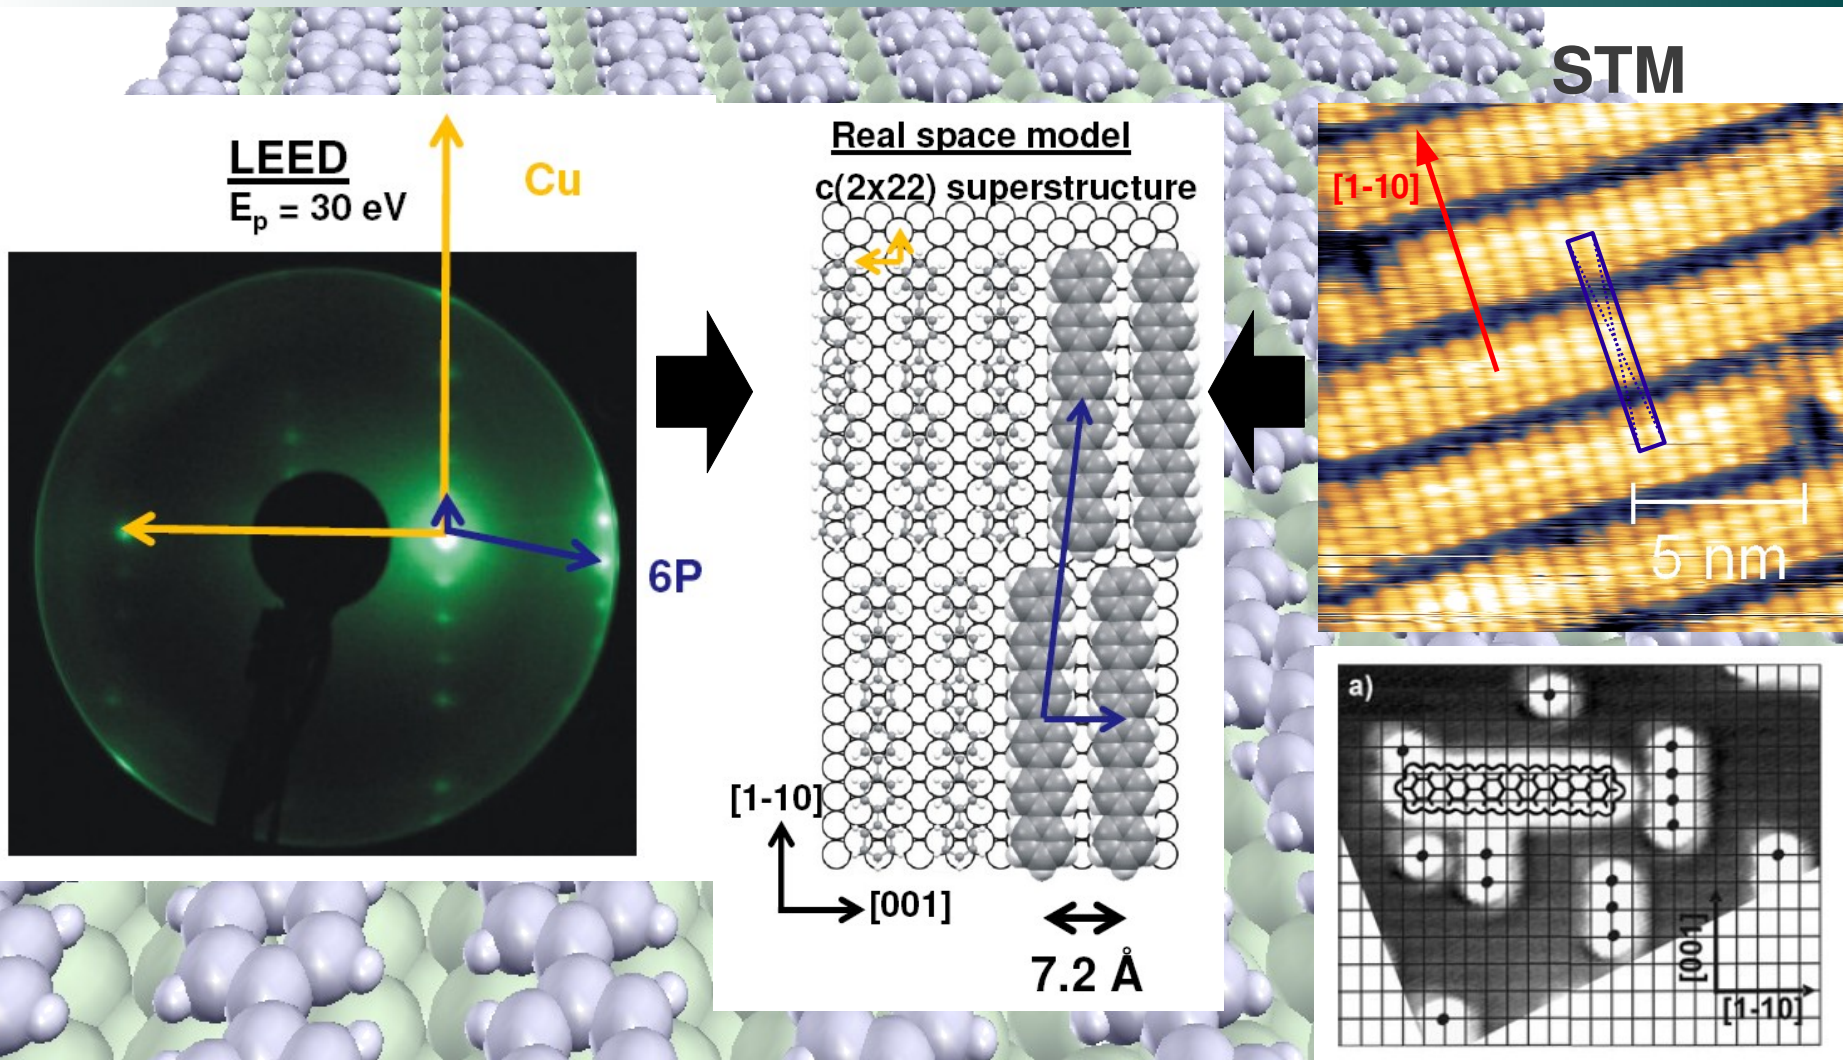 STM
LEED
E_p = 30 eV
Cu
6P
Real space model
c(2x22) superstructure
[1-10]
[001]
7.2 Å
[1-10]
5 nm
a)
[001]
[1-10]